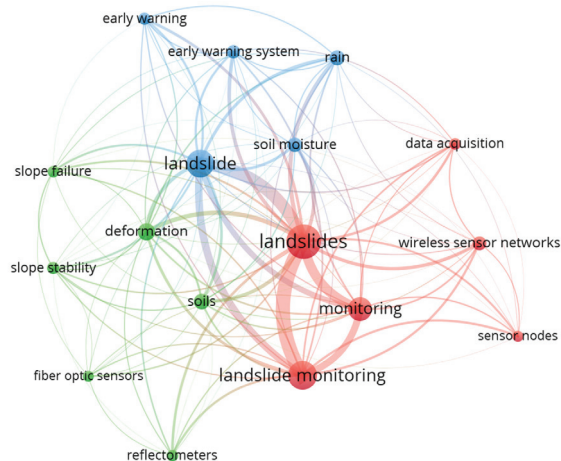 early warning
early warning system
rain
soil moisture
data acquisition
landslide
slope failure
deformation
landslides
wireless sensor networks
slope stability
soils
monitoring
sensor nodes
fiber optic sensors
landslide monitoring
reflectometers